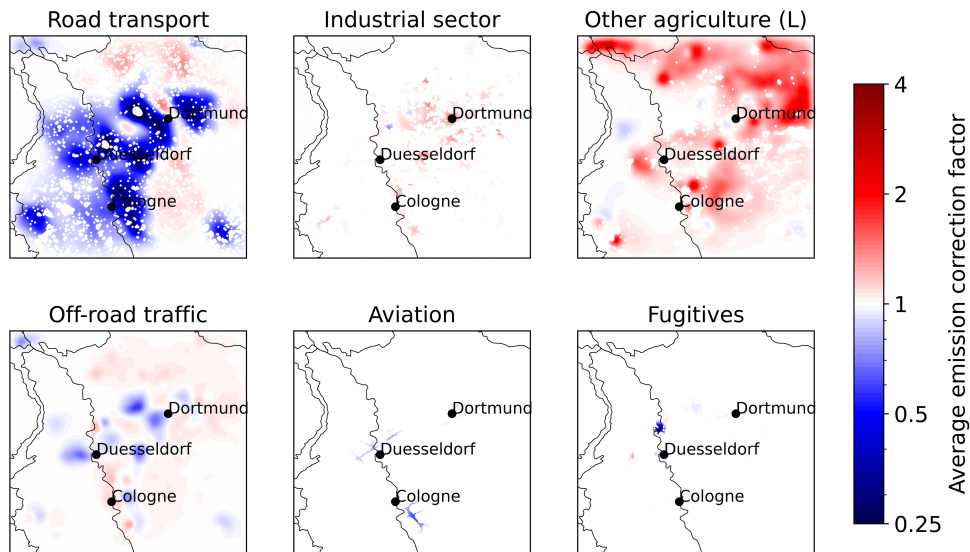 Road transport
Industrial sector
Other agriculture (L)
Dortmund
Duesseldorf
Cologne
Dortmund
Duesseldorf
Cologne
Dortmund
Duesseldorf
Cologne
Off-road traffic
Aviation
Fugitives
Dortmund
Duesseldorf
Cologne
Dortmund
Duesseldorf
Cologne
Dortmund
Duesseldorf
Cologne
4
2
1
0.5
0.25
Average emission correction factor